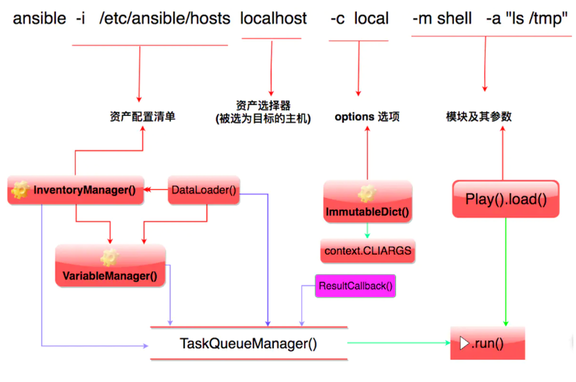 ansible -i /etc/ansible/hosts localhost -c local -m shell -a "ls /tmp"
资产配置清单
资产选择器
(被选为目标的主机)
options 选项
模块及其参数
InventoryManager()
DataLoader()
ImmutableDict()
Play().load()
context.CLIARGS
VariableManager()
ResultCallback()
TaskQueueManager()
.run()